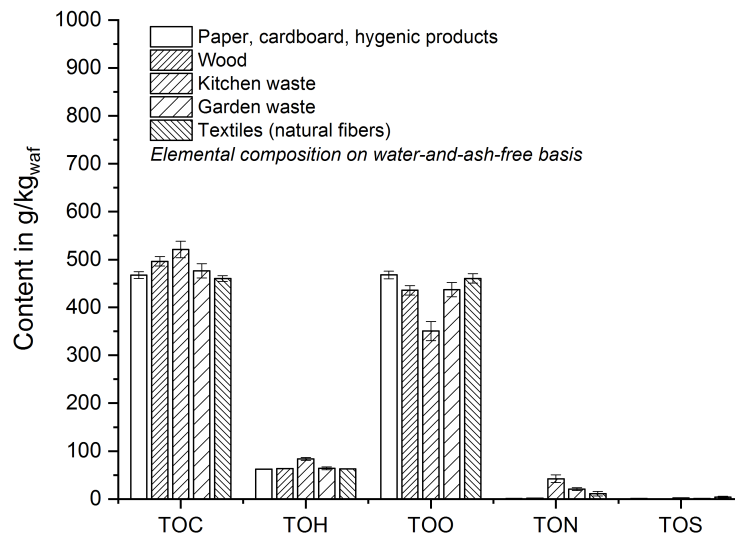 1000
900
800
700
600
500
400
300
200
100
0
Content in g/kgwaf
Paper, cardboard, hygenic products
Wood
Kitchen waste
Garden waste
Textiles (natural fibers)
Elemental composition on water-and-ash-free basis
TOC TOH TOO TON TOS